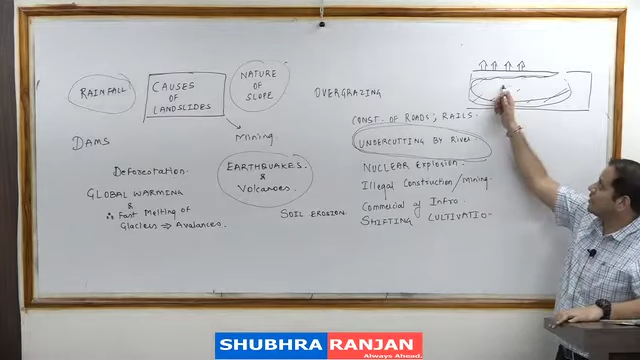 RAINFALL
CAUSES
OF
LANDSLIDES
NATURE
OF
SLOPE
OVERGRAZING
CONST. OF ROADS, RAILS.
DAMS
Mining
UNDERCUTTING BY River.
Deforestation.
EARTHQUAKES
&
Volcanoes.
NUCLEAR Explosion.
GLOBAL WARMING
&
∴ Fast Melting of
Glaciers ⇒ Avalances.
Illegal Construction/Mining.
Commercial of Infro.
SOIL EROSION
SHIFTING CULTIVATIO
SHUBHRA RANJAN
Always Ahead.